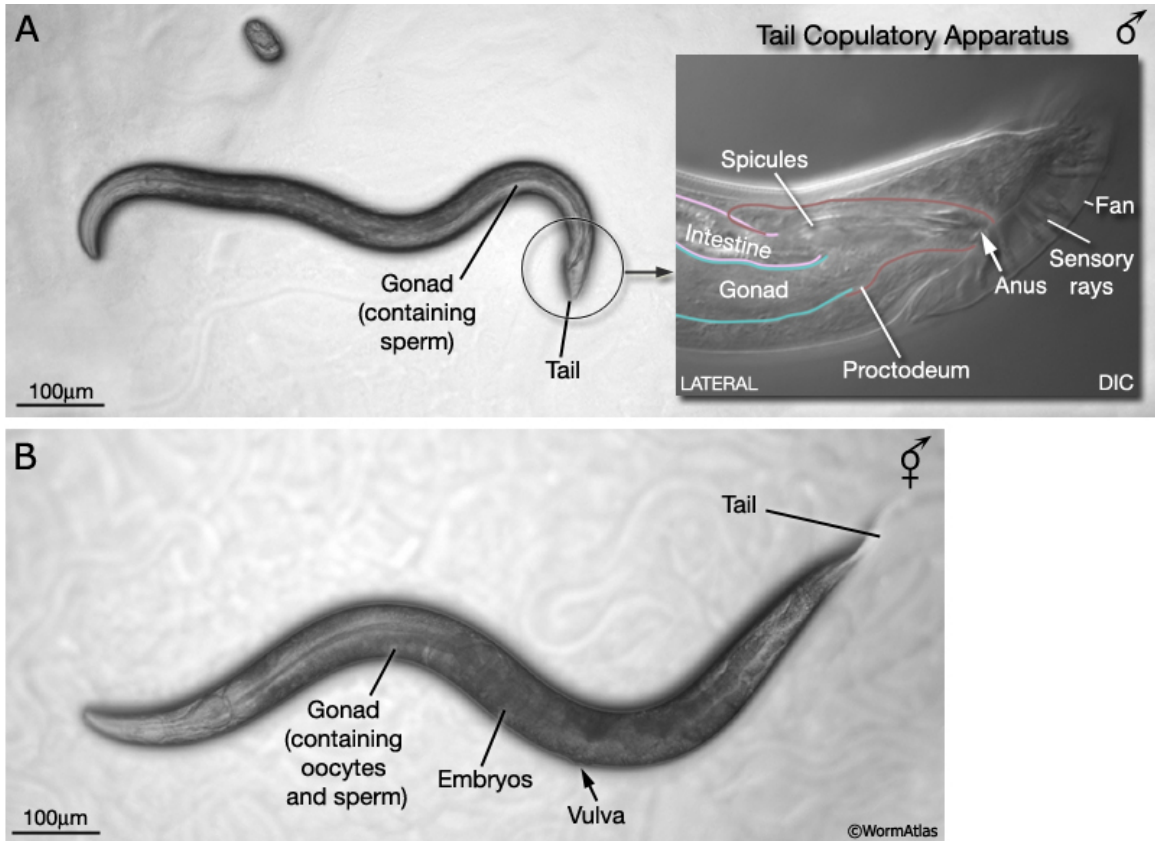 A
Tail Copulatory Apparatus
♂
Spicules
Intestine
Gonad
Fan
Sensory
rays
Anus
Proctodeum
LATERAL
DIC
Gonad
(containing
sperm)
Tail
100µm
B
⚥
Tail
Gonad
(containing
oocytes
and sperm)
Embryos
Vulva
100µm
©WormAtlas